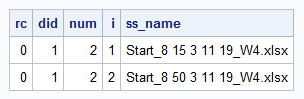 rc did num i ss_name
0 1 2 1 Start_8 15 3 11 19_W4.xlsx
0 1 2 2 Start_8 50 3 11 19_W4.xlsx